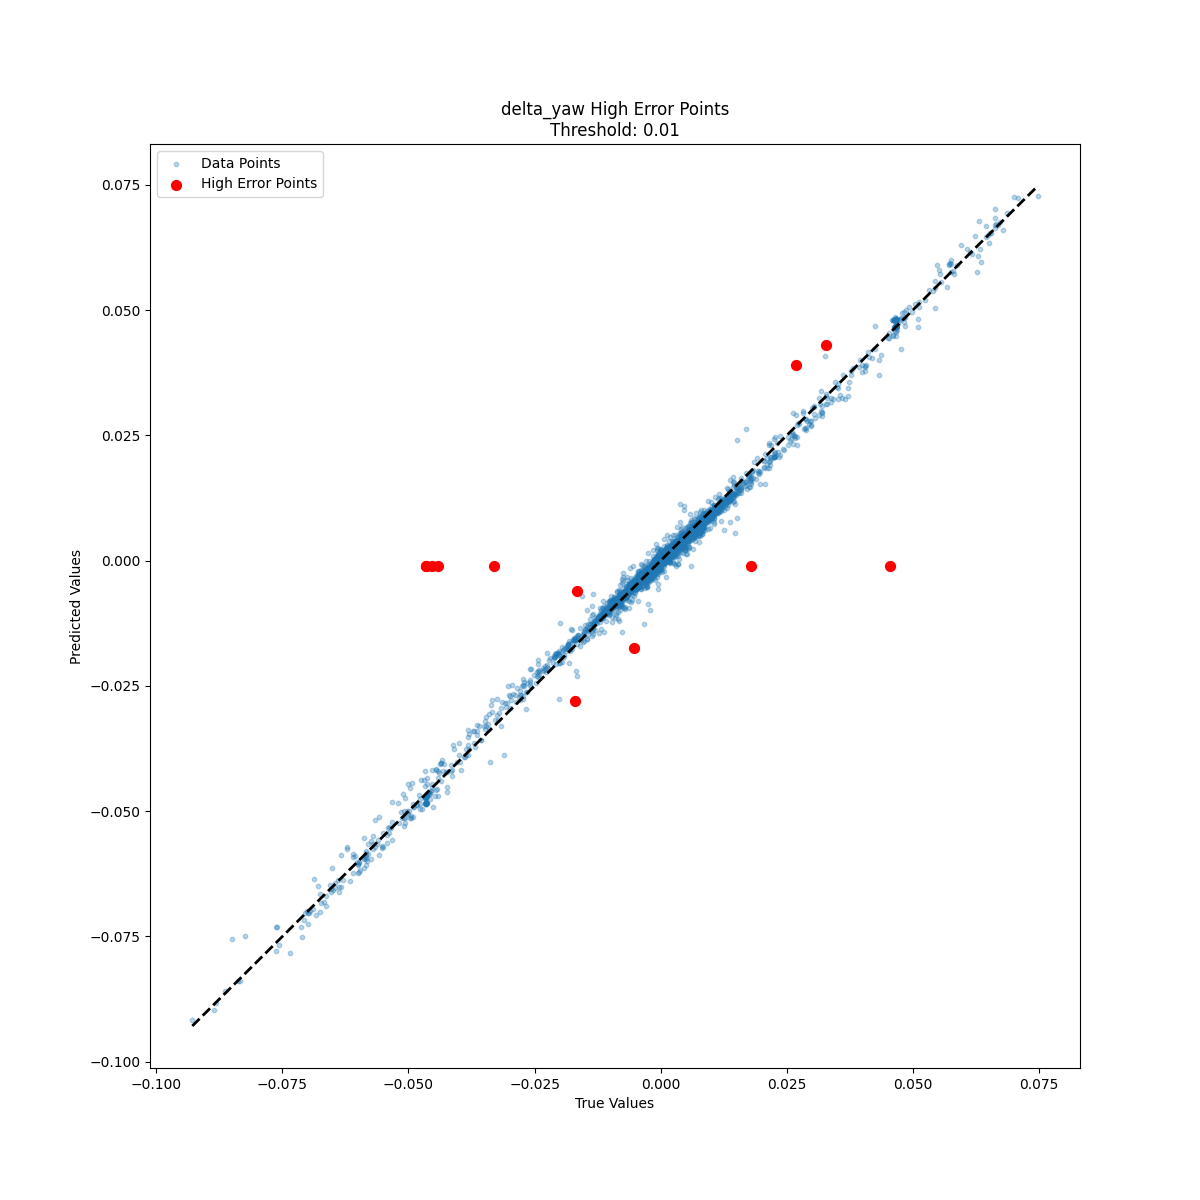 delta_yaw High Error Points
Threshold: 0.01
Data Points
High Error Points
0.075
0.050
0.025
0.000
−0.025
−0.050
−0.075
−0.100
Predicted Values
−0.100
−0.075
−0.050
−0.025
0.000
0.025
0.050
0.075
True Values